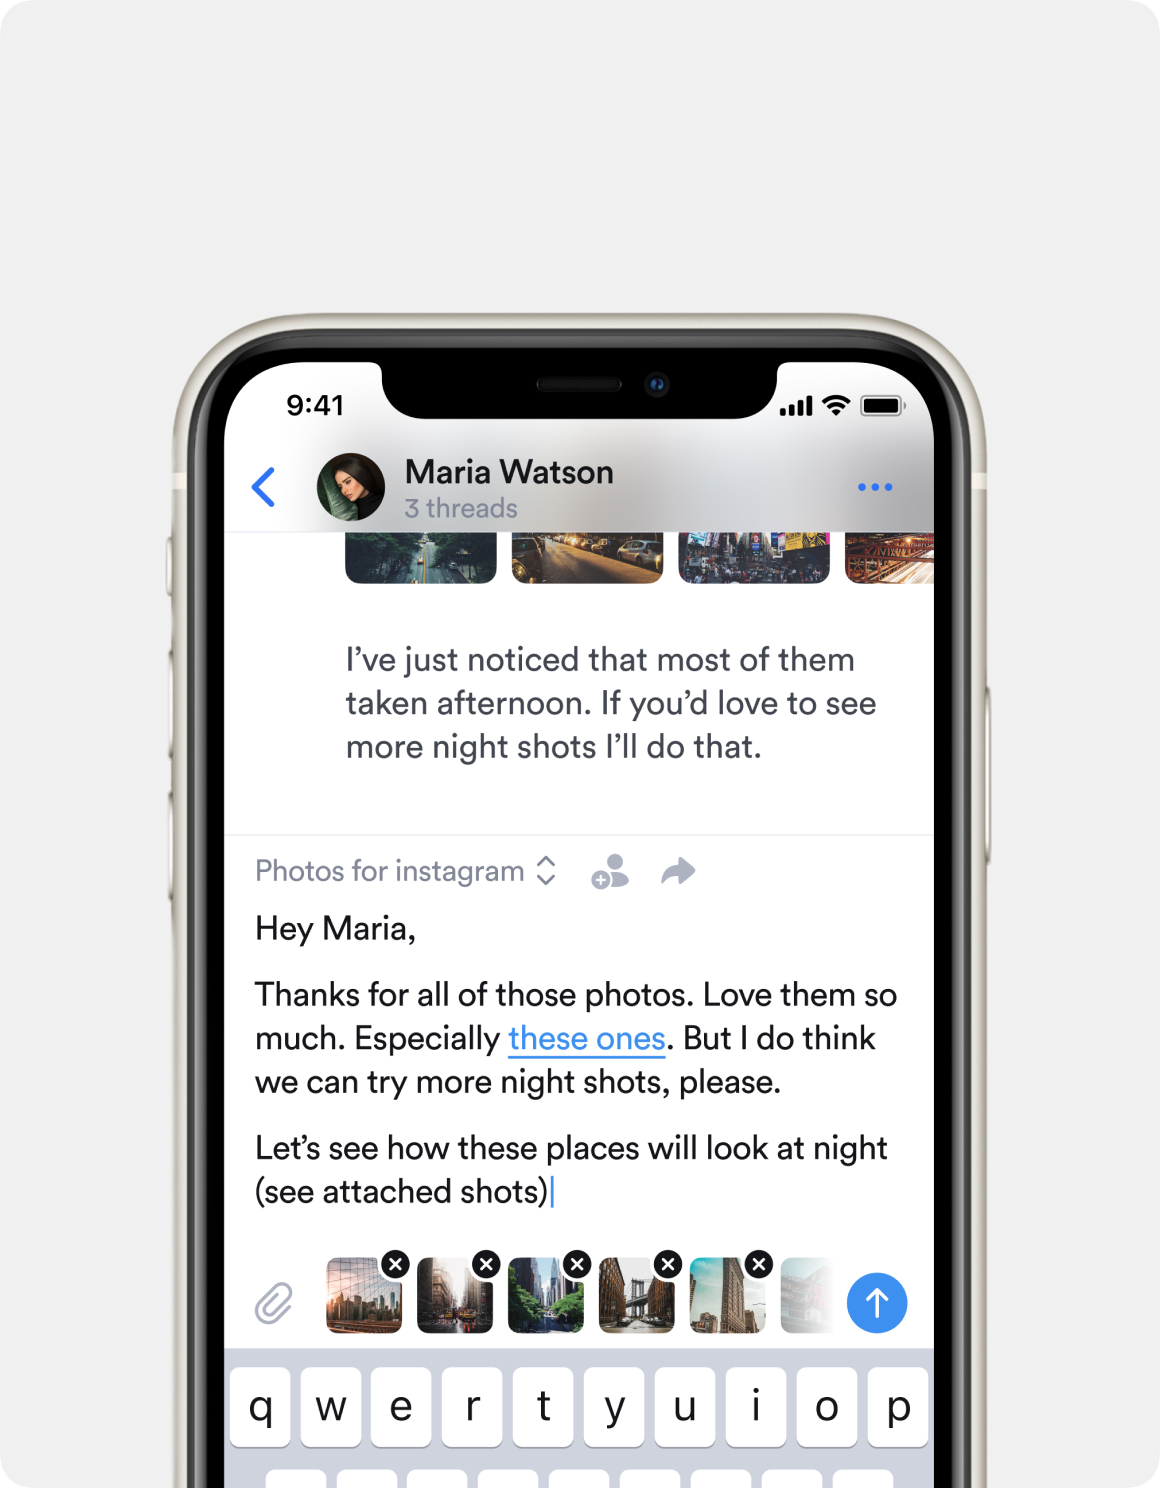 9:41
Maria Watson
3 threads
I’ve just noticed that most of them
taken afternoon. If you’d love to see
more night shots I’ll do that.
Photos for instagram
Hey Maria,
Thanks for all of those photos. Love them so
much. Especially these ones. But I do think
we can try more night shots, please.
Let’s see how these places will look at night
(see attached shots)
q w e r t y u i o p